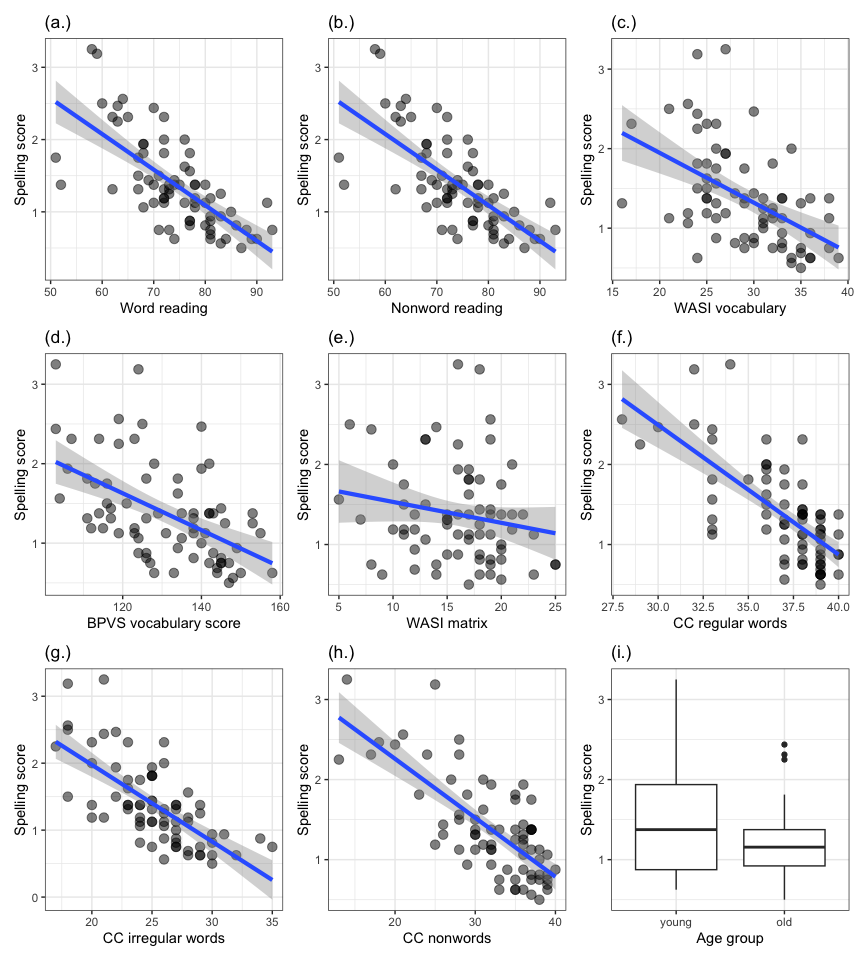 (a.) (b.) (c.)
Spelling score Spelling score Spelling score
3 3 3
2 2 2
1 1 1
50 60 70 80 90 50 60 70 80 90 15 20 25 30 35 40
Word reading Nonword reading WASI vocabulary
(d.) (e.) (f.)
Spelling score Spelling score Spelling score
3 3 3
2 2 2
1 1 1
120 140 160 5 10 15 20 25 27.5 30.0 32.5 35.0 37.5 40.0
BPVS vocabulary score WASI matrix CC regular words
(g.) (h.) (i.)
Spelling score Spelling score Spelling score
3 3 3
2 2 2
1 1 1
0
20 25 30 35 20 30 40 young old
CC irregular words CC nonwords Age group